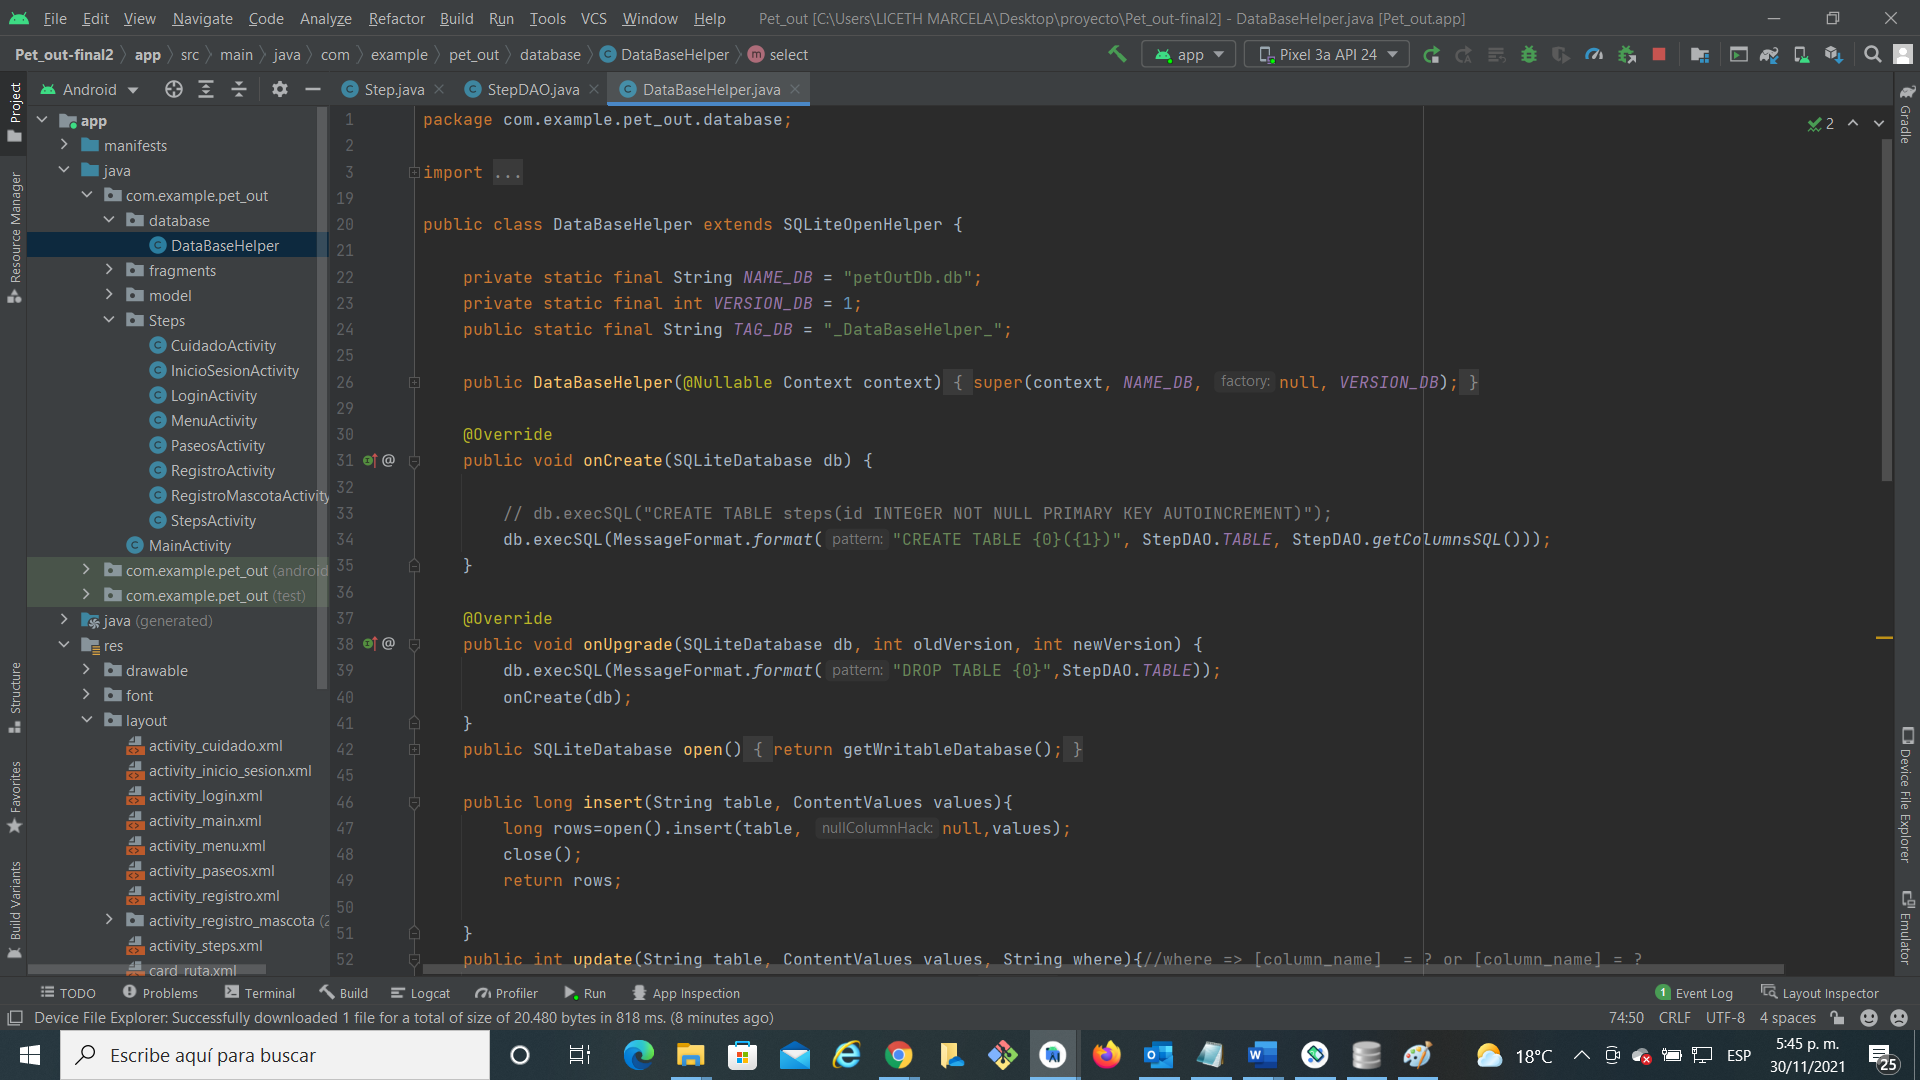 File Edit View Navigate Code Analyze Refactor Build Run Tools VCS Window Help Pet_out [C:\Users\LICETH MARCELA\Desktop\proyecto\Pet_out-final2] - DataBaseHelper.java [Pet_out.app]
Pet_out-final2 app src main java com example pet_out database DataBaseHelper select app Pixel 3a API 24
Android Step.java StepDAO.java DataBaseHelper.java
Project
Resource Manager
Structure
Favorites
Build Variants
app
manifests
java
com.example.pet_out
database
DataBaseHelper
fragments
model
Steps
CuidadoActivity
InicioSesionActivity
LoginActivity
MenuActivity
PaseosActivity
RegistroActivity
RegistroMascotaActivity
StepsActivity
MainActivity
com.example.pet_out (android
com.example.pet_out (test)
java (generated)
res
drawable
font
layout
activity_cuidado.xml
activity_inicio_sesion.xml
activity_login.xml
activity_main.xml
activity_menu.xml
activity_paseos.xml
activity_registro.xml
activity_registro_mascota (2
activity_steps.xml
card_ruta.xml
1 package com.example.pet_out.database;
2
3 import ...
19
20 public class DataBaseHelper extends SQLiteOpenHelper {
21
22 private static final String NAME_DB = "petOutDb.db";
23 private static final int VERSION_DB = 1;
24 public static final String TAG_DB = "_DataBaseHelper_";
25
26 public DataBaseHelper(@Nullable Context context) { super(context, NAME_DB, factory: null, VERSION_DB); }
29
30 @Override
31 @ public void onCreate(SQLiteDatabase db) {
32
33 // db.execSQL("CREATE TABLE steps(id INTEGER NOT NULL PRIMARY KEY AUTOINCREMENT)");
34 db.execSQL(MessageFormat.format( pattern: "CREATE TABLE {0}({1})", StepDAO.TABLE, StepDAO.getColumnsSQL()));
35 }
36
37 @Override
38 @ public void onUpgrade(SQLiteDatabase db, int oldVersion, int newVersion) {
39 db.execSQL(MessageFormat.format( pattern: "DROP TABLE {0}",StepDAO.TABLE));
40 onCreate(db);
41 }
42 public SQLiteDatabase open() { return getWritableDatabase(); }
45
46 public long insert(String table, ContentValues values){
47 long rows=open().insert(table, nullColumnHack: null,values);
48 close();
49 return rows;
50
51 }
52 public int update(String table, ContentValues values, String where){//where => [column_name] = ? or [column_name] = ?
2
Gradle
Device File Explorer
Emulator
TODO Problems Terminal Build Logcat Profiler Run App Inspection 1 Event Log Layout Inspector
Device File Explorer: Successfully downloaded 1 file for a total of size of 20.480 bytes in 818 ms. (8 minutes ago) 74:50 CRLF UTF-8 4 spaces
Escribe aquí para buscar 18°C ESP 5:45 p. m.
30/11/2021 25